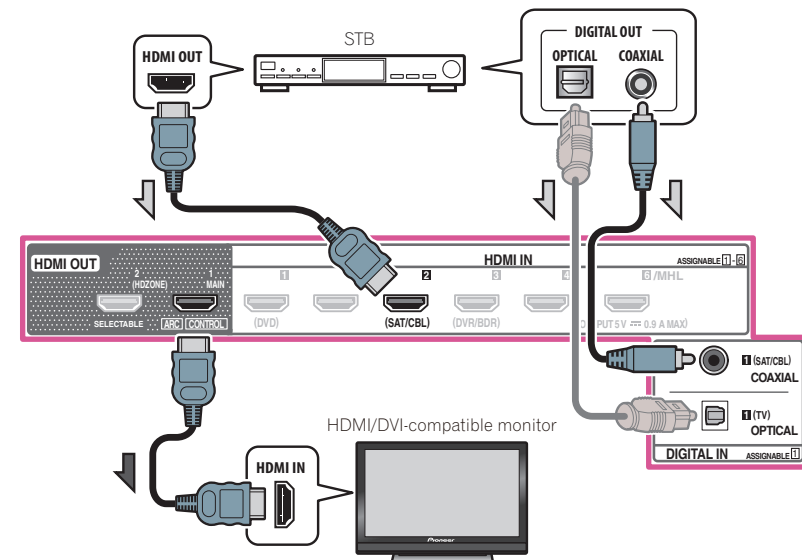 STB
HDMI OUT
DIGITAL OUT
OPTICAL COAXIAL
HDMI OUT
HDMI IN
ASSIGNABLE 1 - 6
2
(HDZONE)
1
MAIN
1 2 3 4 6 /MHL
SELECTABLE
ARC CONTROL
(DVD)
(SAT/CBL)
(DVR/BDR)
PUT 5 V 0.9 A MAX)
1 (SAT/CBL)
COAXIAL
1 (TV)
OPTICAL
DIGITAL IN ASSIGNABLE 1
HDMI/DVI-compatible monitor
HDMI IN
Pioneer